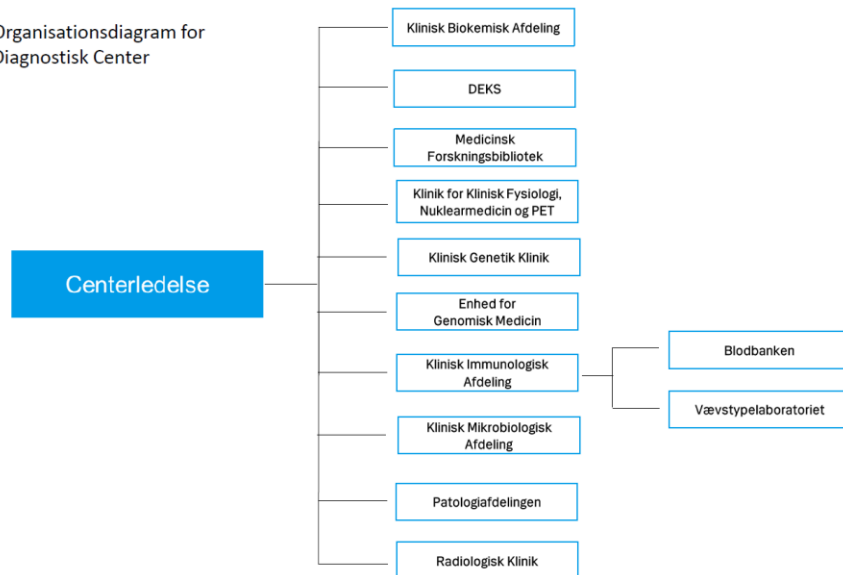 Organisationsdiagram for
Diagnostisk Center
Klinisk Biokemisk Afdeling
DEKS
Medicinsk
Forskningsbibliotek
Klinik for Klinisk Fysiologi,
Nuklearmedicin og PET
Centerledelse
Klinisk Genetik Klinik
Enhed for
Genomisk Medicin
Klinisk Immunologisk
Afdeling
Blodbanken
Vævstypelaboratoriet
Klinisk Mikrobiologisk
Afdeling
Patologiafdelingen
Radiologisk Klinik